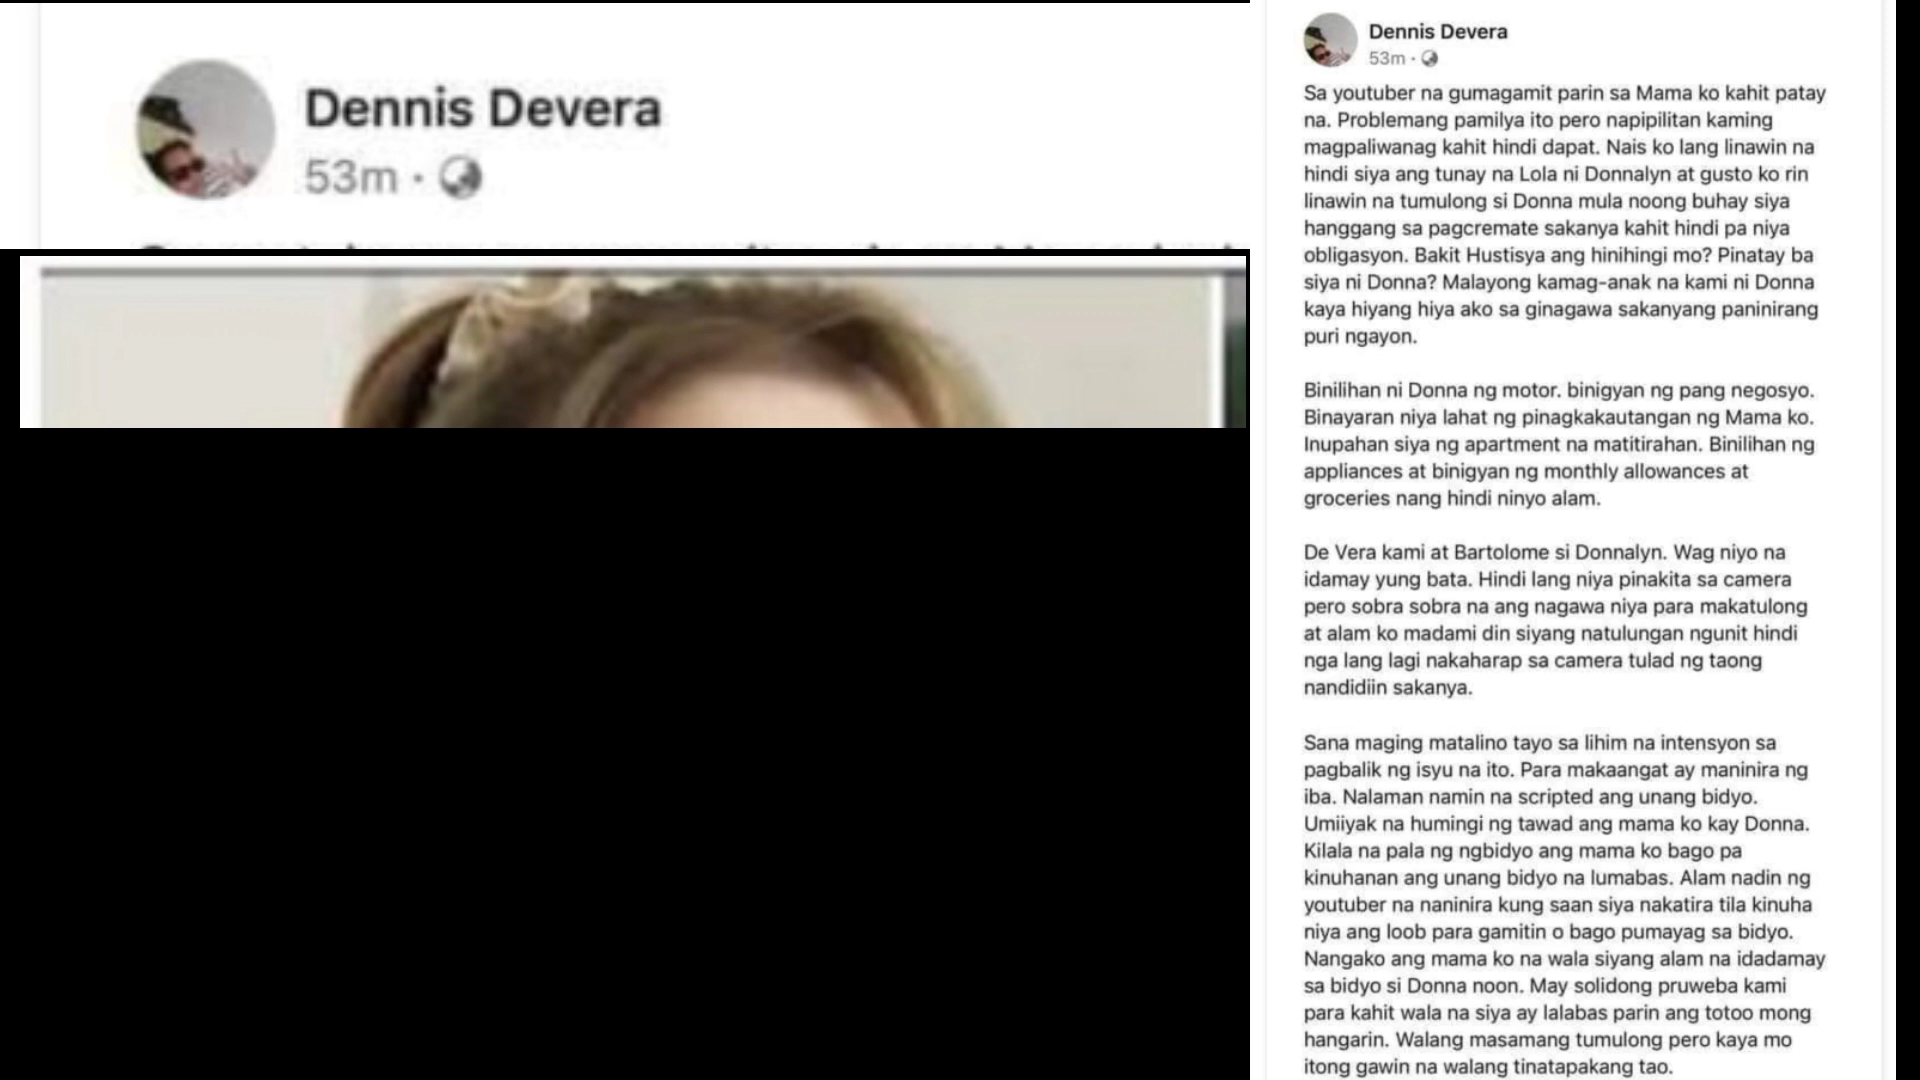 Dennis Devera
53m ·
Dennis Devera
53m ·
Sa youtuber na gumagamit parin sa Mama ko kahit patay
na. Problemang pamilya ito pero napipilitan kaming
magpaliwanag kahit hindi dapat. Nais ko lang linawin na
hindi siya ang tunay na Lola ni Donnalyn at gusto ko rin
linawin na tumulong si Donna mula noong buhay siya
hanggang sa pagcremate sakanya kahit hindi pa niya
obligasyon. Bakit Hustisya ang hinihingi mo? Pinatay ba
siya ni Donna? Malayong kamag-anak na kami ni Donna
kaya hiyang hiya ako sa ginagawa sakanyang paninirang
puri ngayon.
Binilihan ni Donna ng motor. binigyan ng pang negosyo.
Binayaran niya lahat ng pinagkakautangan ng Mama ko.
Inupahan siya ng apartment na matitirahan. Binilihan ng
appliances at binigyan ng monthly allowances at
groceries nang hindi ninyo alam.
De Vera kami at Bartolome si Donnalyn. Wag niyo na
idamay yung bata. Hindi lang niya pinakita sa camera
pero sobra sobra na ang nagawa niya para makatulong
at alam ko madami din siyang natulungan ngunit hindi
nga lang lagi nakaharap sa camera tulad ng taong
nandidiin sakanya.
Sana maging matalino tayo sa lihim na intensyon sa
pagbalik ng isyu na ito. Para makaangat ay maninira ng
iba. Nalaman namin na scripted ang unang bidyo.
Umiiyak na humingi ng tawad ang mama ko kay Donna.
Kilala na pala ng ngbidyo ang mama ko bago pa
kinuhanan ang unang bidyo na lumabas. Alam nadin ng
youtuber na naninira kung saan siya nakatira tila kinuha
niya ang loob para gamitin o bago pumayag sa bidyo.
Nangako ang mama ko na wala siyang alam na idadamay
sa bidyo si Donna noon. May solidong pruweba kami
para kahit wala na siya ay lalabas parin ang totoo mong
hangarin. Walang masamang tumulong pero kaya mo
itong gawin na walang tinatapakang tao.